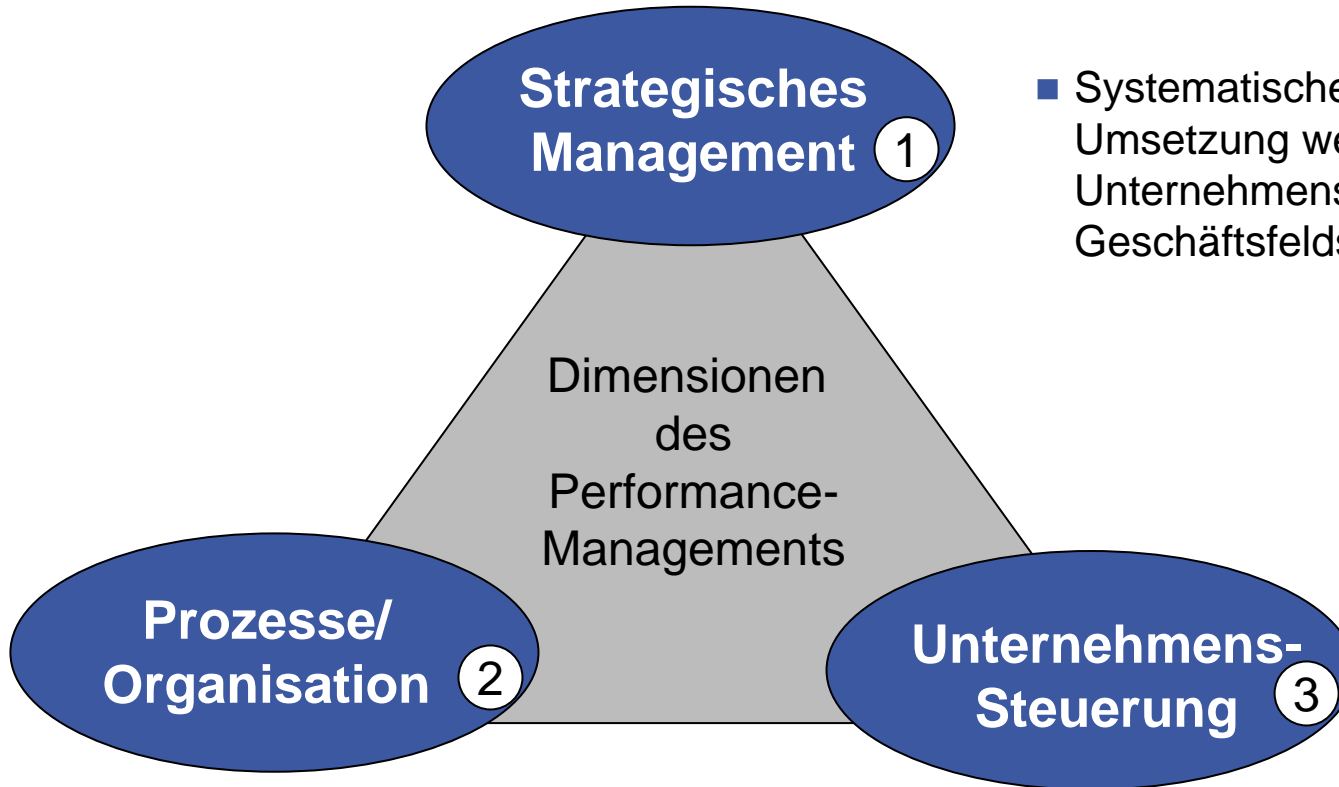 Strategisches
Management 1
■ Systematische
Umsetzung we
Unternehmens
Geschäftsfelds
Dimensionen
des
Performance-
Managements
Prozesse/
Organisation 2
Unternehmens-
Steuerung 3